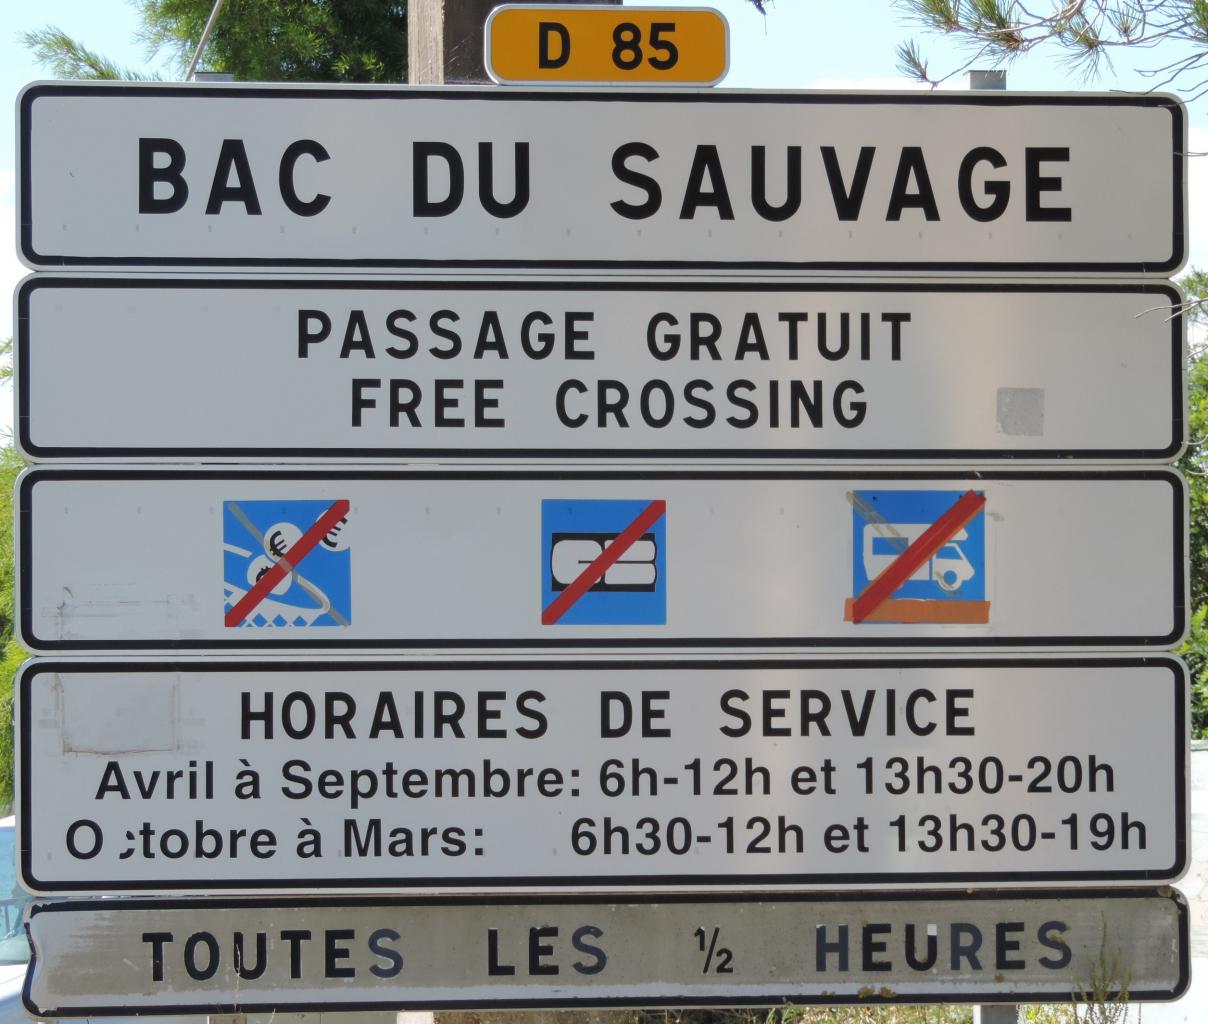 D 85
BAC DU SAUVAGE
PASSAGE GRATUIT
FREE CROSSING
HORAIRES DE SERVICE
Avril à Septembre: 6h-12h et 13h30-20h
Octobre à Mars: 6h30-12h et 13h30-19h
TOUTES LES ½ HEURES